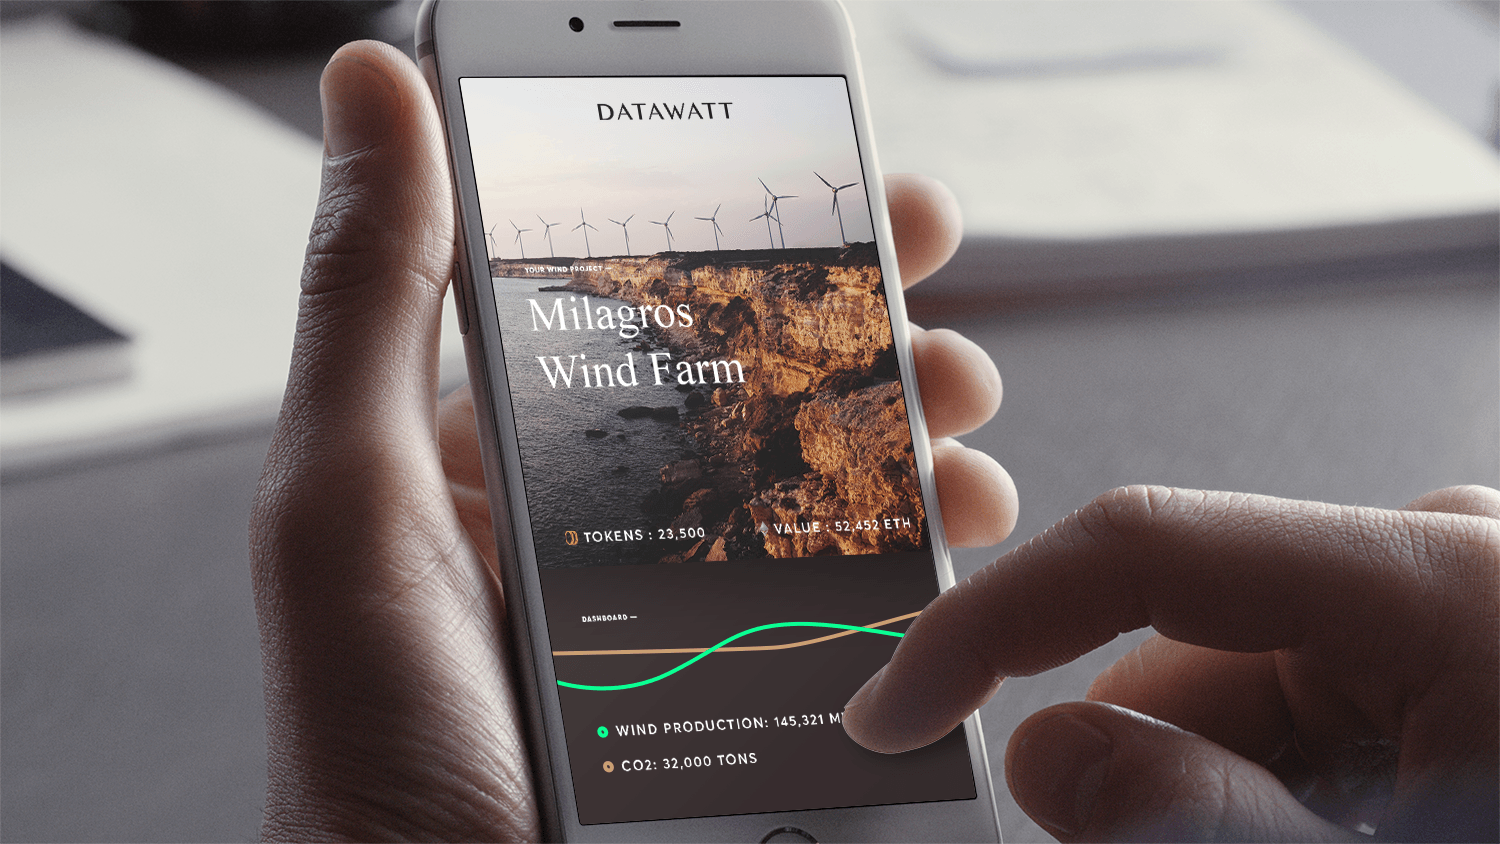 DATAWATT
YOUR WIND PROJECT —
Milagros
Wind Farm
TOKENS : 23,500
VALUE : 52,452 ETH
DASHBOARD —
WIND PRODUCTION: 145,321
CO2: 32,000 TONS